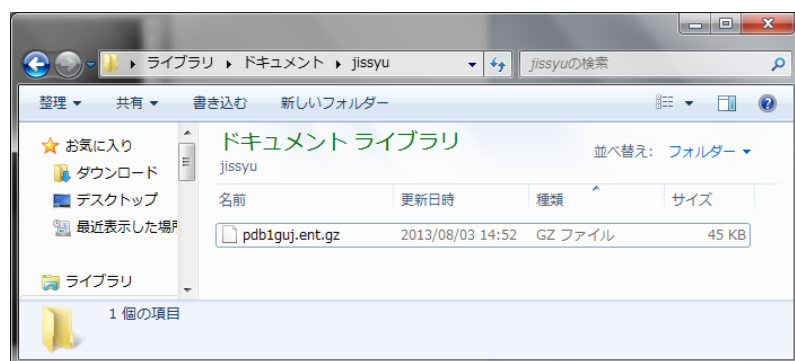 ライブラリ ▸ ドキュメント ▸ jissyu
jissyuの検索
整理 ▼ 共有 ▼ 書き込む 新しいフォルダー
お気に入り
ダウンロード
デスクトップ
最近表示した場所
ライブラリ
ドキュメント ライブラリ
jissyu
並べ替え: フォルダー ▼
名前 更新日時 種類 サイズ
pdb1guj.ent.gz 2013/08/03 14:52 GZ ファイル 45 KB
1 個の項目